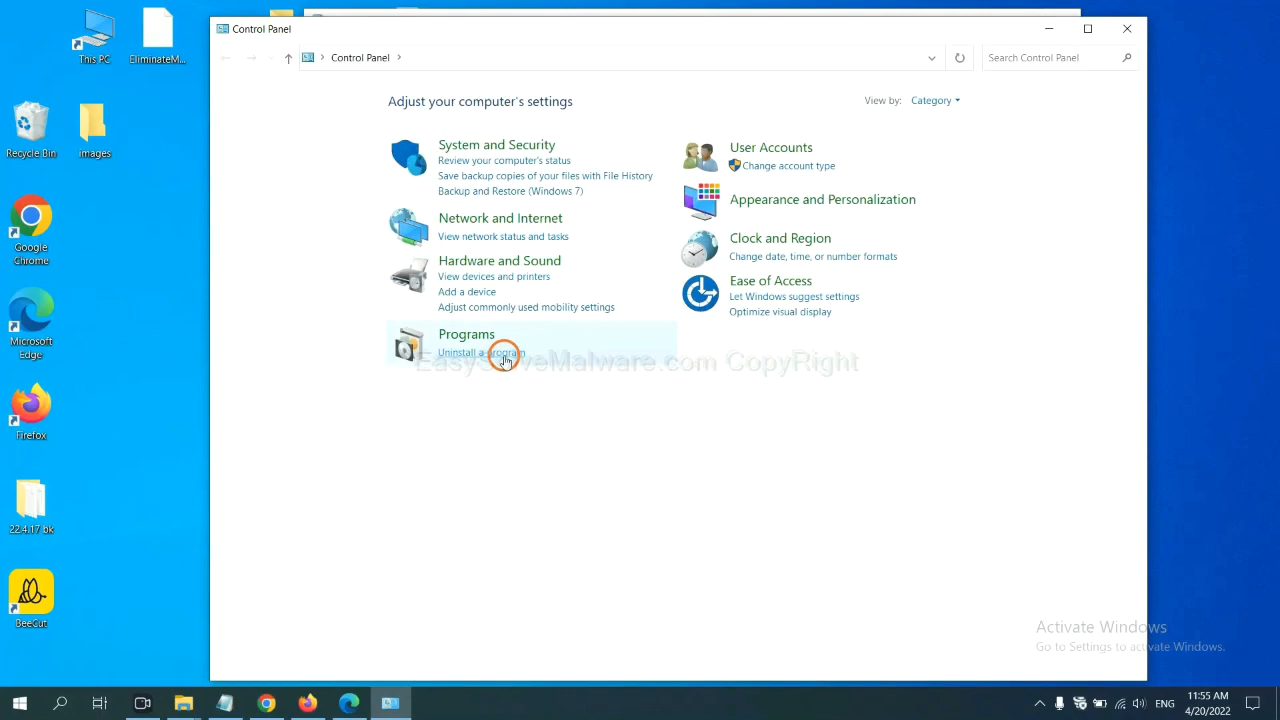 This PC
EliminateM...
Recycle Bin
images
Google
Chrome
Microsoft
Edge
Firefox
22.4.17 bk
BeeCut
Control Panel
Control Panel
Search Control Panel
Adjust your computer's settings
View by: Category
System and Security
Review your computer's status
Save backup copies of your files with File History
Backup and Restore (Windows 7)
Network and Internet
View network status and tasks
Hardware and Sound
View devices and printers
Add a device
Adjust commonly used mobility settings
Programs
Uninstall a program
User Accounts
Change account type
Appearance and Personalization
Clock and Region
Change date, time, or number formats
Ease of Access
Let Windows suggest settings
Optimize visual display
EasySolveMalware.com CopyRight
Activate Windows
Go to Settings to activate Windows.
ENG
11:55 AM
4/20/2022